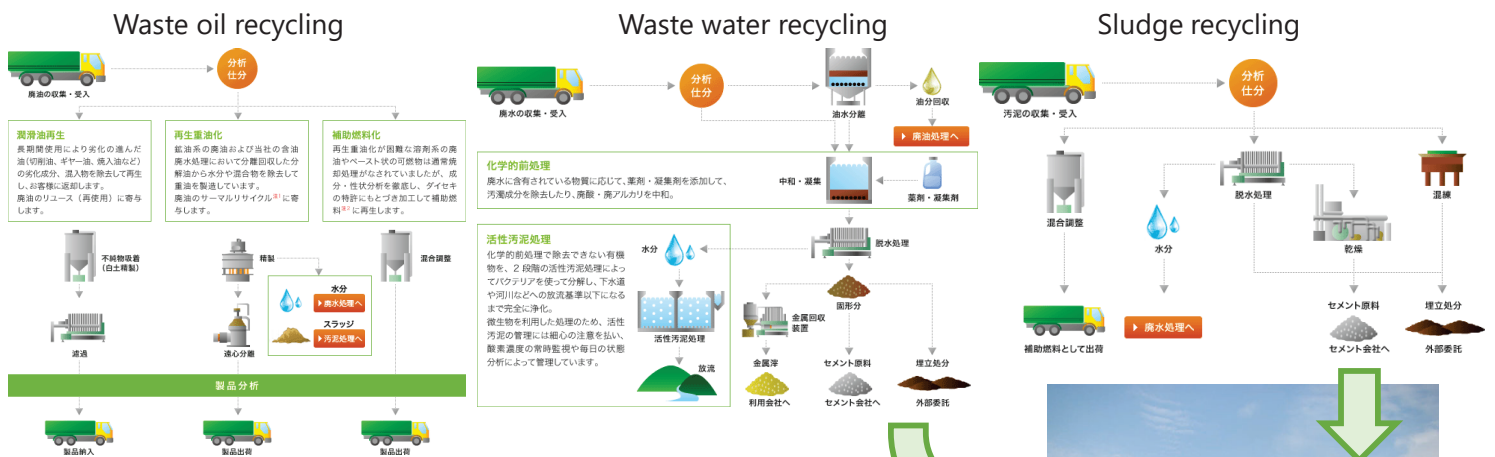 Waste oil recycling
廃油の収集・受入
分析
仕分
潤滑油再生
長期間使用により劣化の進んだ
油(切削油、ギヤー油、焼入油など)
の劣化成分、混入物を除去して再生
し、お客様に返却します。
廃油のリユース(再使用)に寄与
します。
再生重油化
鉱油系の廃油および当社の含油
廃水処理において分離回収した分
解油から水分や混合物を除去して
重油を製造しています。
廃油のサーマルリサイクル注1に寄
与します。
補助燃料化
再生重油化が困難な溶剤系の廃
油やペースト状の可燃物は通常焼
却処理がなされていましたが、成
分・性状分析を徹底し、ダイセキ
の特許にもとづき加工して補助燃
料注2に再生します。
不純物吸着
(白土精製)
精製
混合調整
水分
廃水処理へ
スラッジ
汚泥処理へ
濾過
遠心分離
製品分析
製品納入
製品出荷
製品出荷
Waste water recycling
廃水の収集・受入
分析
仕分
油水分離
油分回収
廃油処理へ
化学的前処理
廃水に含有されている物質に応じて、薬剤・凝集剤を添加して、
汚濁成分を除去したり、廃酸・廃アルカリを中和。
中和・凝集
薬剤・凝集剤
活性汚泥処理
化学的前処理で除去できない有機
物を、2 段階の活性汚泥処理によっ
てバクテリアを使って分解し、下水道
や河川などへの放流基準以下になる
まで完全に浄化。
微生物を利用した処理のため、活性
汚泥の管理には細心の注意を払い、
酸素濃度の常時監視や毎日の状態
分析によって管理しています。
水分
脱水処理
活性汚泥処理
放流
固形分
金属回収
装置
金属滓
利用会社へ
セメント原料
セメント会社へ
埋立処分
外部委託
Sludge recycling
汚泥の収集・受入
分析
仕分
混合調整
脱水処理
混練
水分
乾燥
補助燃料として出荷
廃水処理へ
セメント原料
セメント会社へ
埋立処分
外部委託